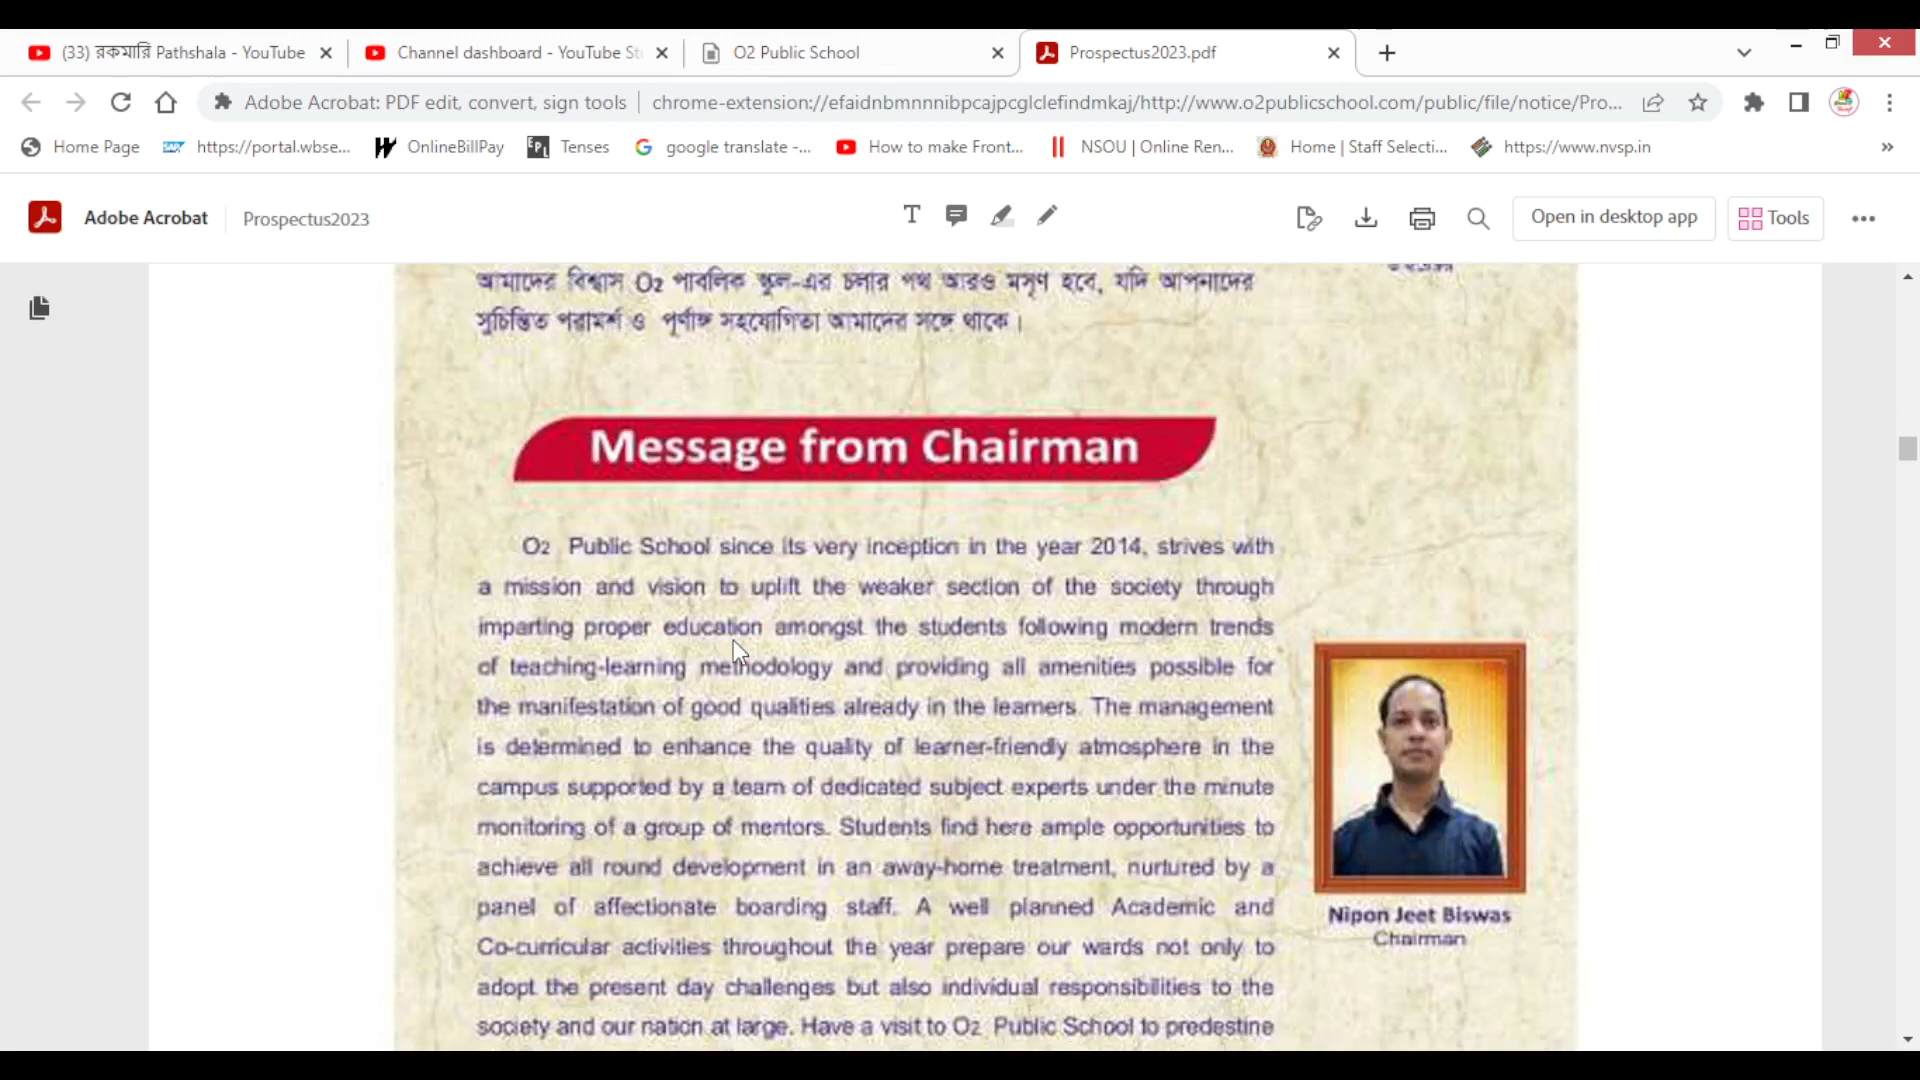 (33) রকমারি Pathshala - YouTube
Channel dashboard - YouTube St
O2 Public School
Prospectus2023.pdf
Adobe Acrobat: PDF edit, convert, sign tools
chrome-extension://efaidnbmnnnibpcajpcglclefindmkaj/http://www.o2publicschool.com/public/file/notice/Pro...
Home Page
https://portal.wbse...
OnlineBillPay
EPL Tenses
google translate -...
How to make Front...
NSOU | Online Ren...
Home | Staff Selecti...
https://www.nvsp.in
Adobe Acrobat
Prospectus2023
Open in desktop app
Tools
আমাদের বিশ্বাস O2 পাবলিক স্কুল-এর চলার পথ আরও মসৃণ হবে, যদি আপনাদের
সুচিন্তিত পরামর্শ ও পূর্ণাঙ্গ সহযোগিতা আমাদের সঙ্গে থাকে।
Message from Chairman
O2 Public School since its very inception in the year 2014, strives with
a mission and vision to uplift the weaker section of the society through
imparting proper education amongst the students following modern trends
of teaching-learning methodology and providing all amenities possible for
the manifestation of good qualities already in the learners. The management
is determined to enhance the quality of learner-friendly atmosphere in the
campus supported by a team of dedicated subject experts under the minute
monitoring of a group of mentors. Students find here ample opportunities to
achieve all round development in an away-home treatment, nurtured by a
panel of affectionate boarding staff. A well planned Academic and
Co-curricular activities throughout the year prepare our wards not only to
adopt the present day challenges but also individual responsibilities to the
society and our nation at large. Have a visit to O2 Public School to predestine
Nipon Jeet Biswas
Chairman